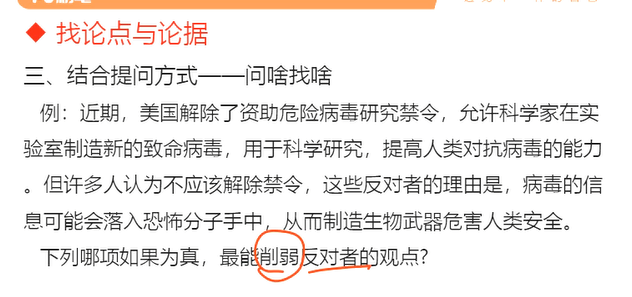 ◆ 找论点与论据
三、结合提问方式——问啥找啥
例：近期，美国解除了资助危险病毒研究禁令，允许科学家在实
验室制造新的致命病毒，用于科学研究，提高人类对抗病毒的能力
。但许多人认为不应该解除禁令，这些反对者的理由是，病毒的信
息可能会落入恐怖分子手中，从而制造生物武器危害人类安全。
下列哪项如果为真，最能削弱反对者的观点?